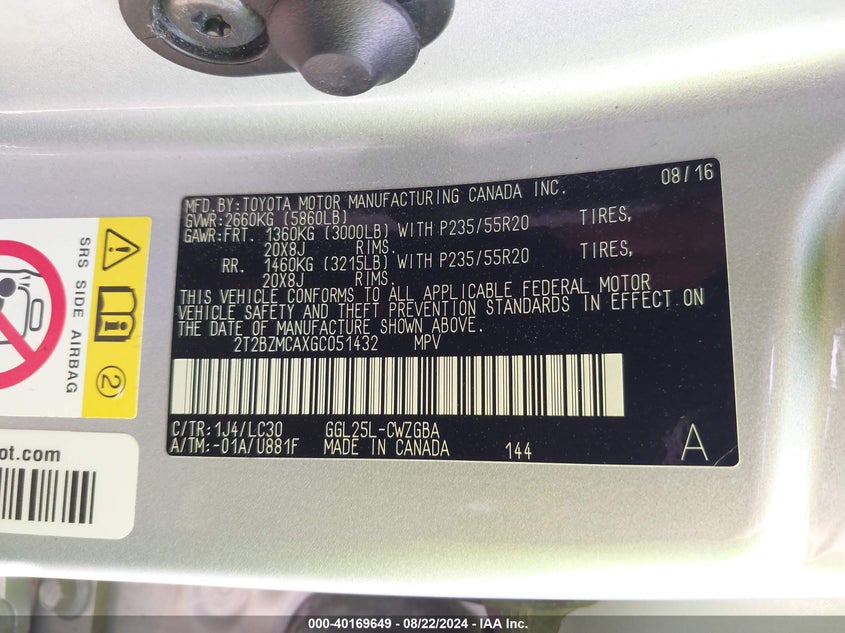 MFD.BY:TOYOTA MOTOR MANUFACTURING CANADA INC. 08/16
GVWR:2660KG (5860LB)
GAWR:FRT. 1360KG (3000LB) WITH P235/55R20 TIRES,
20X8J RIMS.
RR. 1460KG (3215LB) WITH P235/55R20 TIRES,
20X8J RIMS.
THIS VEHICLE CONFORMS TO ALL APPLICABLE FEDERAL MOTOR
VEHICLE SAFETY AND THEFT PREVENTION STANDARDS IN EFFECT ON
THE DATE OF MANUFACTURE SHOWN ABOVE.
2T2BZMCAXGC051432 MPV
C/TR:1J4/LC30 GGL25L-CWZGBA
A/TM:-01A/U881F MADE IN CANADA 144 A
SRS SIDE AIRBAG
2
ot.com
000-40169649 - 08/22/2024 - IAA Inc.